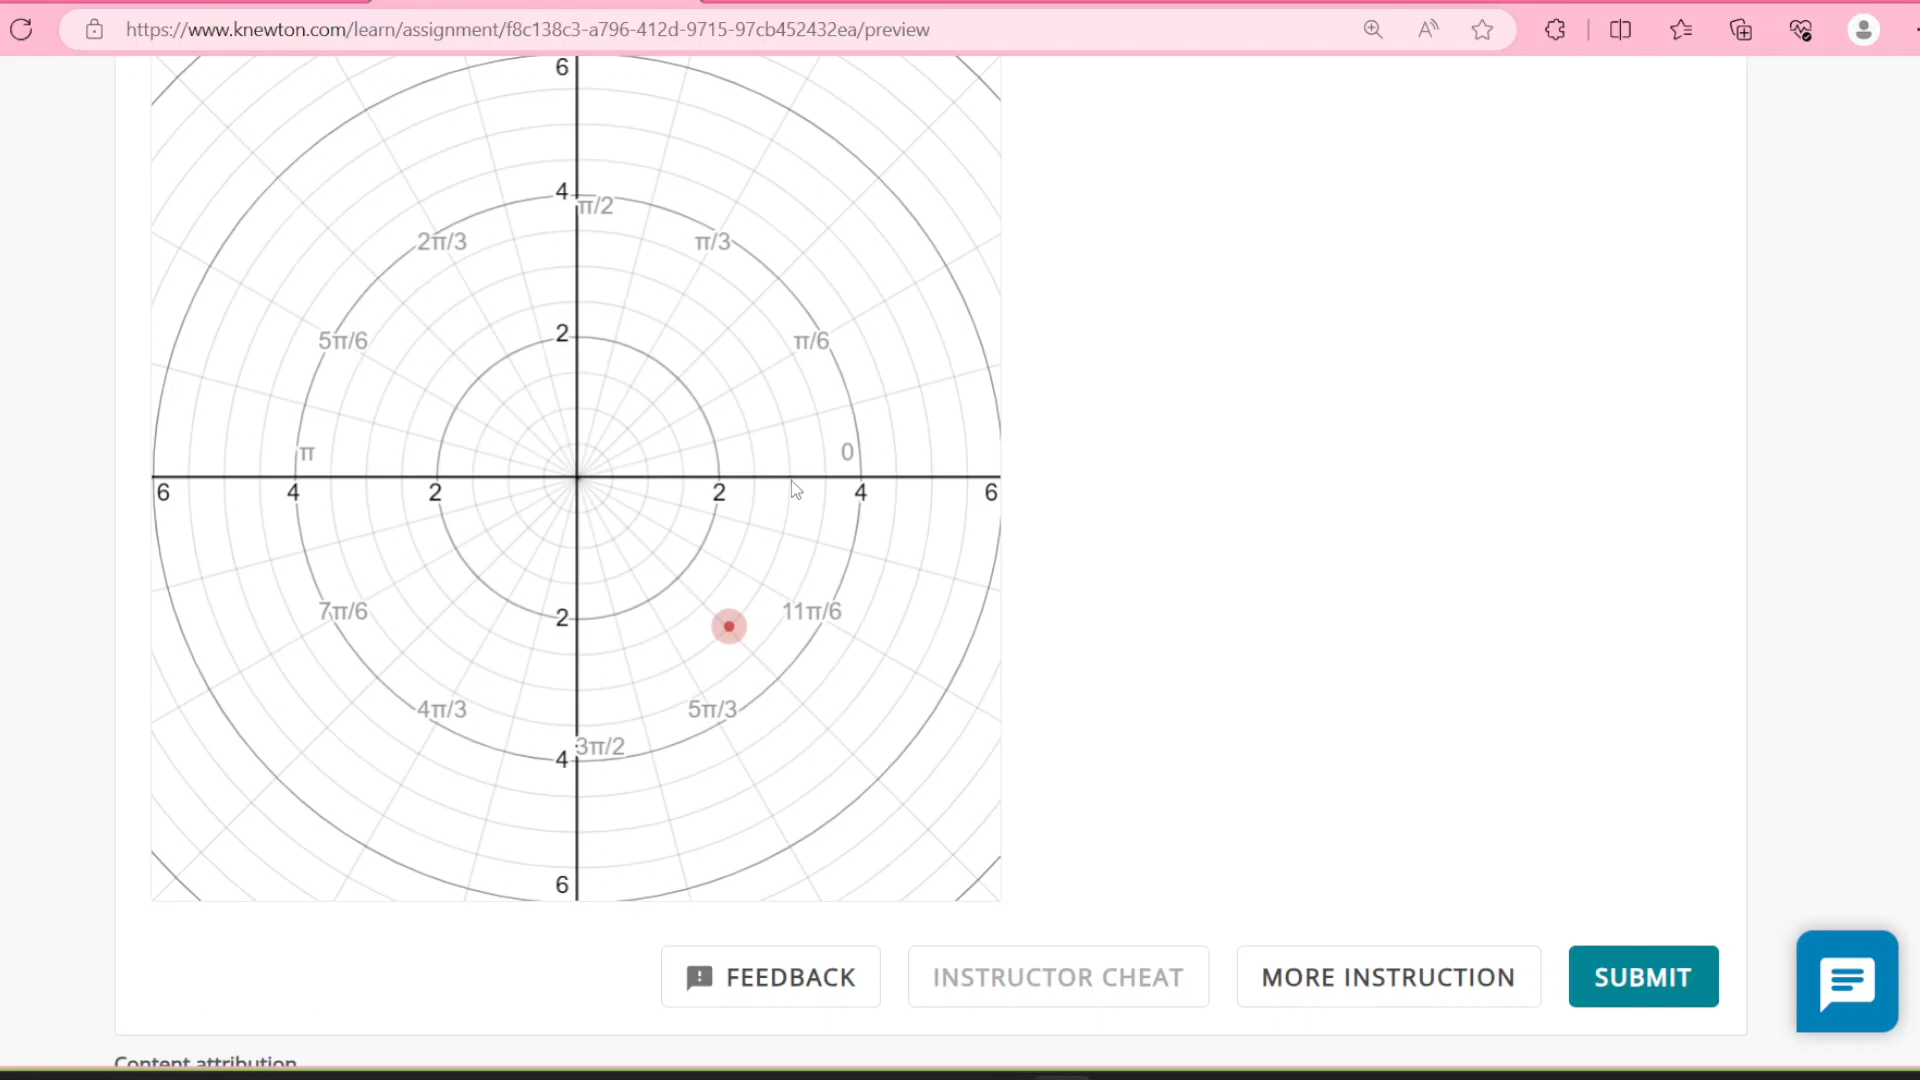 https://www.knewton.com/learn/assignment/f8c138c3-a796-412d-9715-97cb452432ea/preview
6
4
π/2
2π/3
π/3
2
5π/6
π/6
π
0
6
4
2
2
4
6
7π/6
2
11π/6
4π/3
5π/3
3π/2
4
6
FEEDBACK
INSTRUCTOR CHEAT
MORE INSTRUCTION
SUBMIT
Content attribution